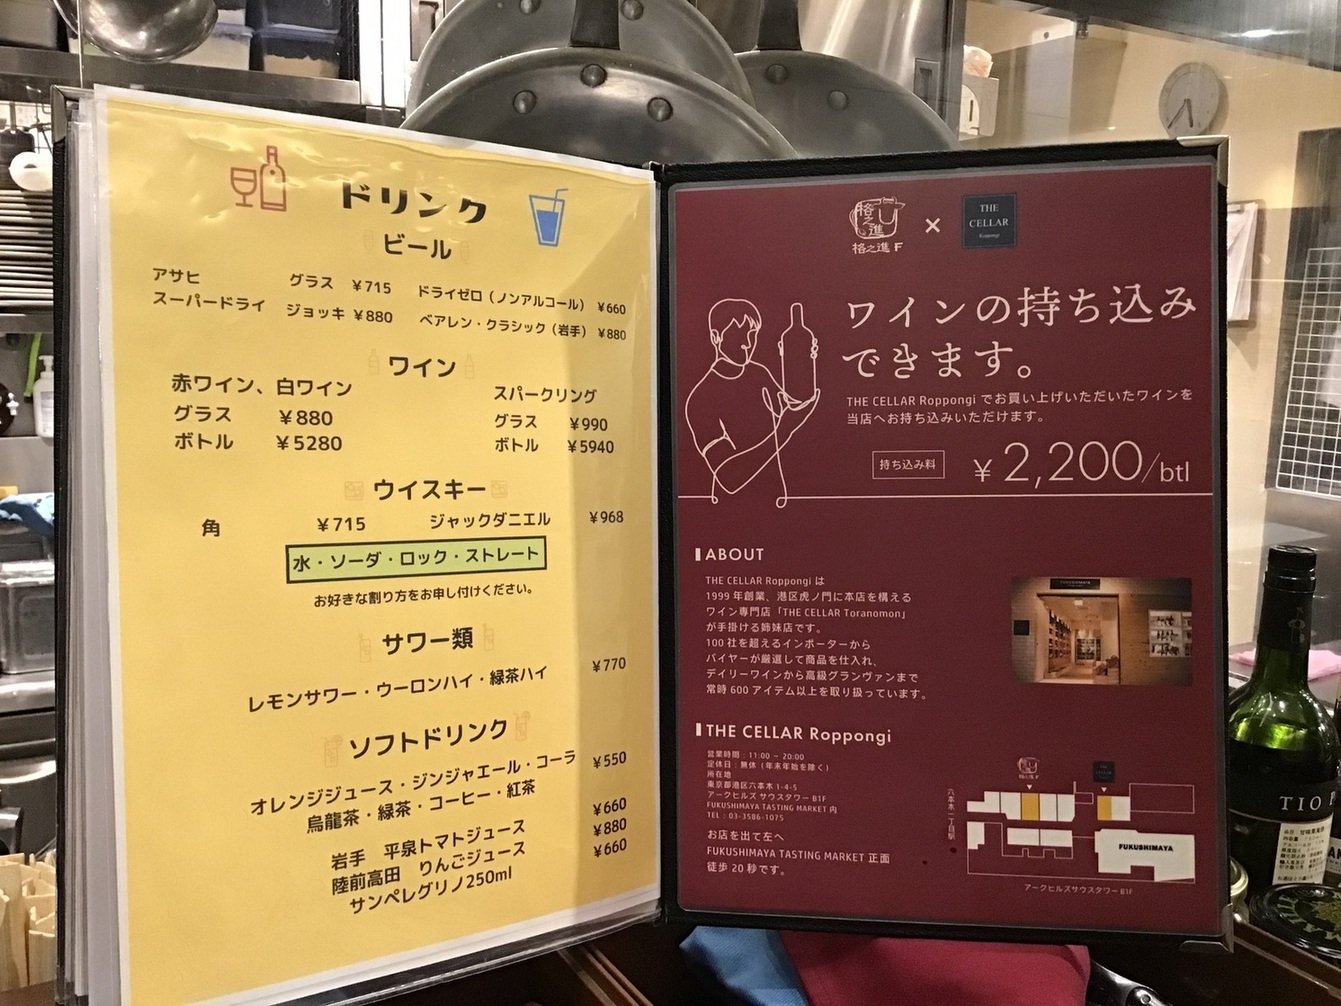 ドリンク
ビール
アサヒ
スーパードライ
グラス ¥715
ジョッキ ¥880
ドライゼロ（ノンアルコール） ¥660
ベアレン・クラシック（岩手） ¥880
ワイン
赤ワイン、白ワイン
グラス ¥880
ボトル ¥5280
スパークリング
グラス ¥990
ボトル ¥5940
ウイスキー
角 ¥715 ジャックダニエル ¥968
水・ソーダ・ロック・ストレート
お好きな割り方をお申し付けください。
サワー類
レモンサワー・ウーロンハイ・緑茶ハイ ¥770
ソフトドリンク
オレンジジュース・ジンジャエール・コーラ ¥550
烏龍茶・緑茶・コーヒー・紅茶
岩手 平泉トマトジュース ¥660
陸前高田 りんごジュース ¥880
サンペレグリノ250ml ¥660
格之進
U
格之進 F
×
THE
CELLAR
Roppongi
ワインの持ち込み
できます。
THE CELLAR Roppongi でお買い上げいただいたワインを
当店へお持ち込みいただけます。
持ち込み料 ¥2,200/btl
ABOUT
THE CELLAR Roppongi は
1999 年創業、港区虎ノ門に本店を構える
ワイン専門店「THE CELLAR Toranomon」
が手掛ける姉妹店です。
100 社を超えるインポーターから
バイヤーが厳選して商品を仕入れ、
デイリーワインから高級グランヴァンまで
常時 600 アイテム以上を取り扱っています。
THE CELLAR Roppongi
営業時間：11:00 ~ 20:00
定休日：無休（年末年始を除く）
所在地
東京都港区六本木 1-4-5
アークヒルズ サウスタワー B1F
FUKUSHIMAYA TASTING MARKET 内
TEL：03-3586-1075
お店を出て左へ
FUKUSHIMAYA TASTING MARKET 正面
徒歩 20 秒です。
六本木一丁目駅
格之進 F
FUKUSHIMAYA
アークヒルズサウスタワー B1F
TIO